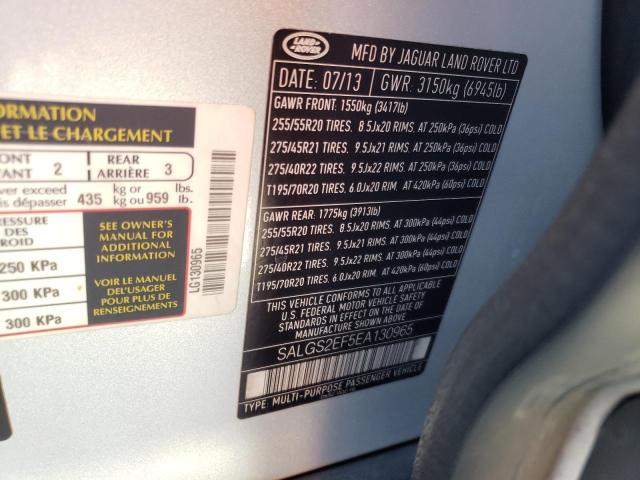 ORMATION
ET LE CHARGEMENT
ONT
TANT 2 REAR ARRIÈRE 3
ver exceed
is dépasser 435 kg or kg ou 959 lbs. lb.
PRESSURE
DES
ROID
250 KPa
300 KPa
300 KPa
SEE OWNER'S
MANUAL FOR
ADDITIONAL
INFORMATION
VOIR LE MANUEL
DEL'USAGER
POUR PLUS DE
RENSEIGNEMENTS
LG130965
LAND
ROVER
MFD BY JAGUAR LAND ROVER LTD
DATE: 07/13 GWR: 3150kg (6945lb)
GAWR FRONT: 1550kg (3417lb)
255/55R20 TIRES. 8.5Jx20 RIMS. AT 250kPa (36psi) COLD
275/45R21 TIRES. 9.5Jx21 RIMS. AT 250kPa (36psi) COLD
275/40R22 TIRES. 9.5Jx22 RIMS. AT 250kPa (36psi) COLD
T195/70R20 TIRES. 6.0Jx20 RIM. AT 420kPa (60psi) COLD
GAWR REAR: 1775kg (3913lb)
255/55R20 TIRES. 8.5Jx20 RIMS. AT 300kPa (44psi) COLD
275/45R21 TIRES. 9.5Jx21 RIMS. AT 300kPa (44psi) COLD
275/40R22 TIRES. 9.5Jx22 RIMS. AT 300kPa (44psi) COLD
T195/70R20 TIRES. 6.0Jx20 RIM. AT 420kPa (60psi) COLD
THIS VEHICLE CONFORMS TO ALL APPLICABLE
U.S. FEDERAL MOTOR VEHICLE SAFETY AND
THEFT PREVENTION STANDARDS IN EFFECT ON
THE DATE OF MANUFACTURE SHOWN ABOVE
SALGS2EF5EA130965
TYPE: MULTI-PURPOSE PASSENGER VEHICLE